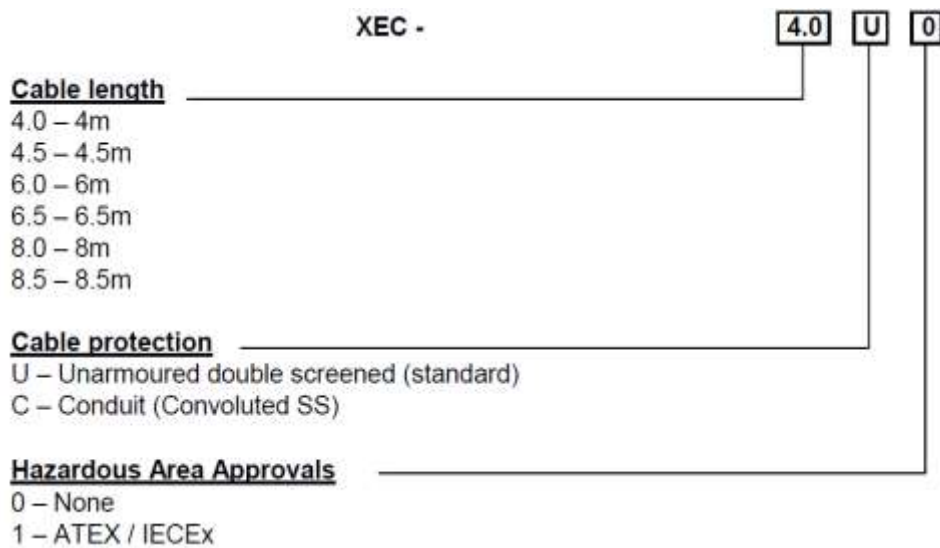 XEC - 4.0 U 0
Cable length
4.0 – 4m
4.5 – 4.5m
6.0 – 6m
6.5 – 6.5m
8.0 – 8m
8.5 – 8.5m
Cable protection
U – Unarmoured double screened (standard)
C – Conduit (Convoluted SS)
Hazardous Area Approvals
0 – None
1 – ATEX / IECEx